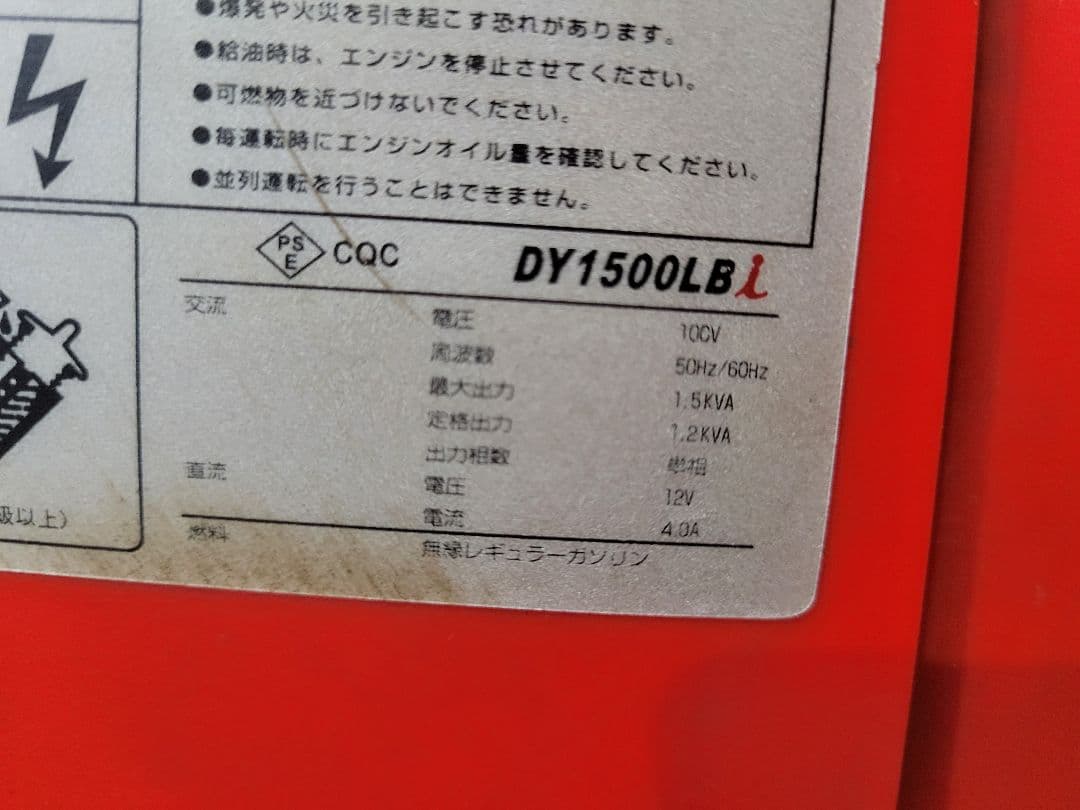 ●爆発や火災を引き起こす恐れがあります。
●給油時は、エンジンを停止させてください。
●可燃物を近づけないでください。
●毎運転時にエンジンオイル量を確認してください。
●並列運転を行うことはできません。
PS
E
CQC
DY1500LBi
交流
電圧 100V
周波数 50Hz/60Hz
最大出力 1.5KVA
定格出力 1.2KVA
出力相数 単相
直流
電圧 12V
電流 4.0A
級以上)
燃料 無縁レギュラーガソリン